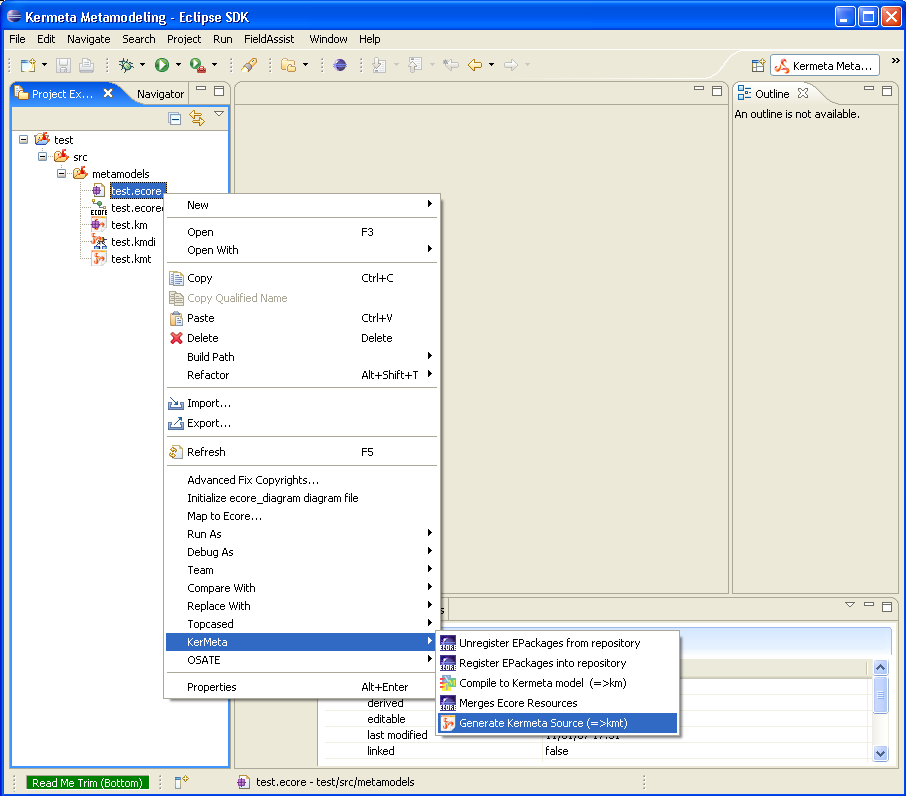 Kermeta Metamodeling - Eclipse SDK
File Edit Navigate Search Project Run FieldAssist Window Help
Kermeta Meta... »
Project Ex... Navigator
Outline
An outline is not available.
test
src
metamodels
test.ecore
test.ecore
test.km
test.kmdi
test.kmt
New
Open F3
Open With
Copy Ctrl+C
Copy Qualified Name
Paste Ctrl+V
Delete Delete
Build Path
Refactor Alt+Shift+T
Import...
Export...
Refresh F5
Advanced Fix Copyrights...
Initialize ecore_diagram diagram file
Map to Ecore...
Run As
Debug As
Team
Compare With
Replace With
Topcased
KerMeta
OSATE
Properties Alt+Enter
Unregister EPackages from repository
Register EPackages into repository
Compile to Kermeta model (=>km)
Merges Ecore Resources
Generate Kermeta Source (=>kmt)
derived
editable
last modified
linked false
Read Me Trim (Bottom)
test.ecore - test/src/metamodels